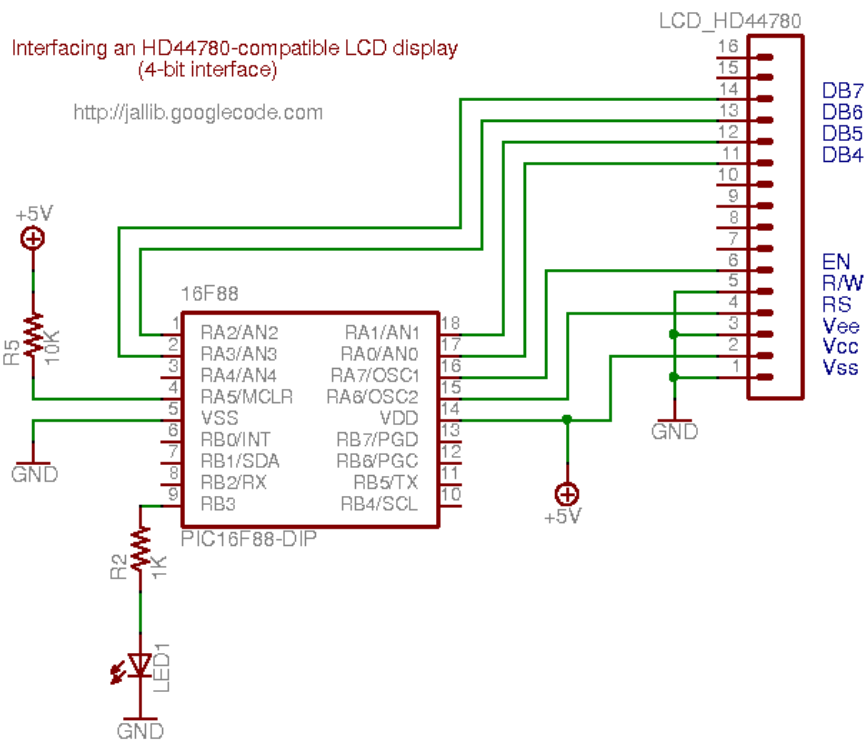 LCD_HD44780
Interfacing an HD44780-compatible LCD display
(4-bit interface)
http://jallib.googlecode.com
16
15
14 DB7
13 DB6
12 DB5
11 DB4
10
9
8
7
6 EN
5 R/W
4 RS
3 Vee
2 Vcc
1 Vss
GND
+5V
R5
10K
GND
16F88
1 RA2/AN2 RA1/AN1 18
2 RA3/AN3 RA0/AN0 17
3 RA4/AN4 RA7/OSC1 16
4 RA5/MCLR RA6/OSC2 15
5 VSS VDD 14
6 RB0/INT RB7/PGD 13
7 RB1/SDA RB6/PGC 12
8 RB2/RX RB5/TX 11
9 RB3 RB4/SCL 10
PIC16F88-DIP
+5V
R2
1K
LED1
GND